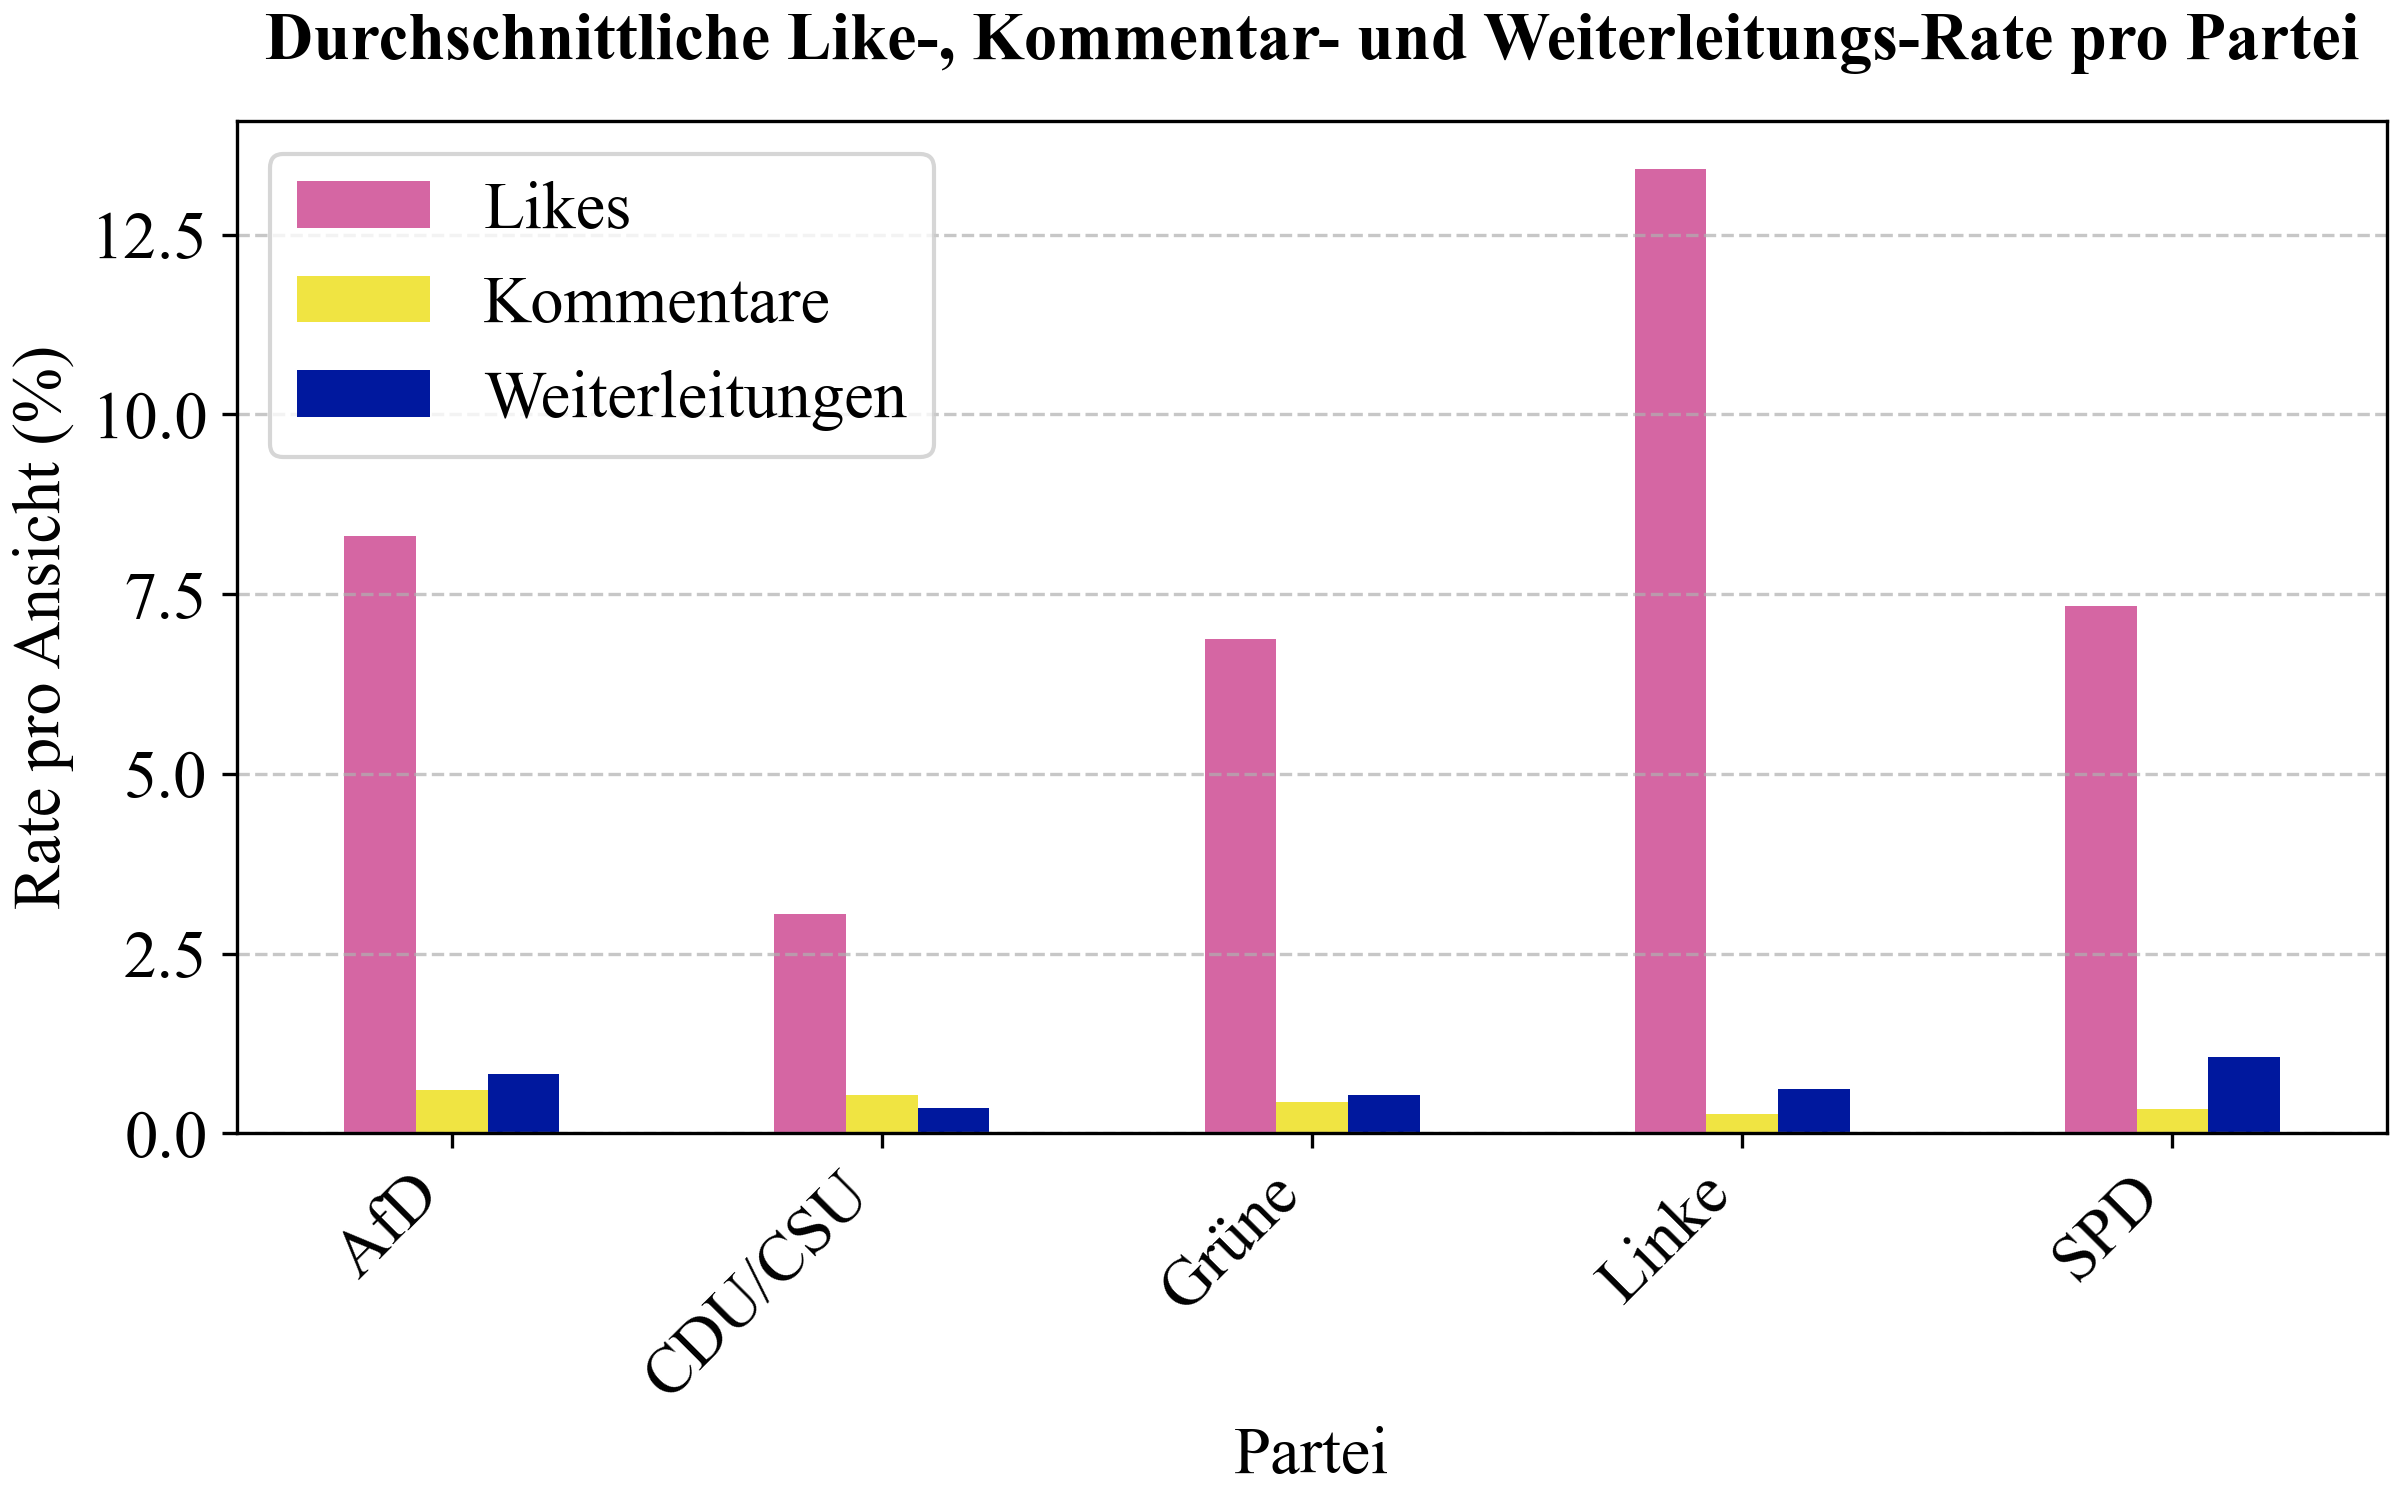 Durchschnittliche Like-, Kommentar- und Weiterleitungs-Rate pro Partei
Likes
Kommentare
Weiterleitungen
Rate pro Ansicht (%)
12.5
10.0
7.5
5.0
2.5
0.0
AfD
CDU/CSU
Grüne
Linke
SPD
Partei